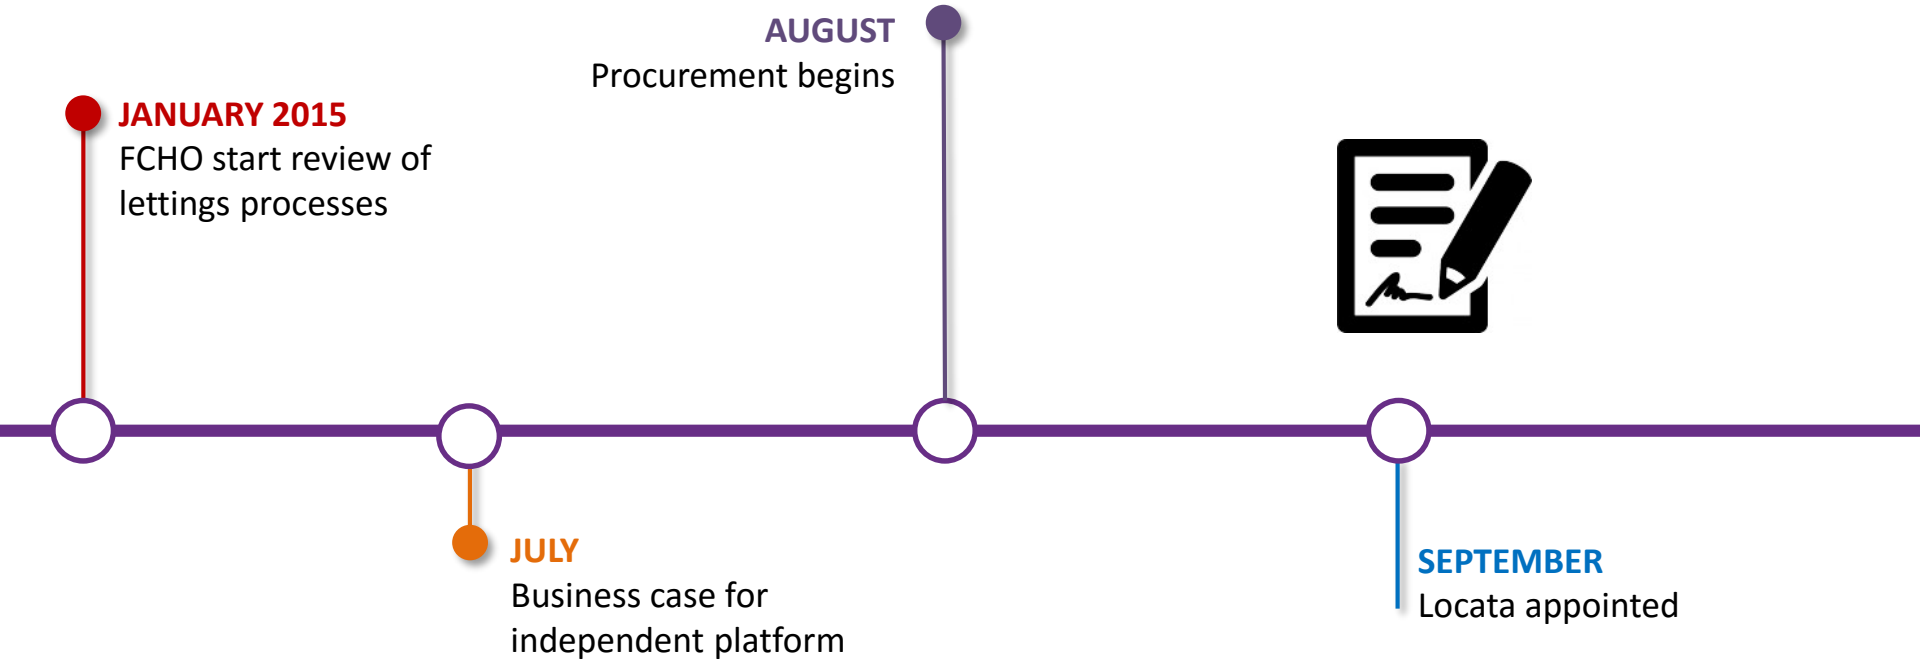 JANUARY 2015
FCHO start review of
lettings processes
JULY
Business case for
independent platform
AUGUST
Procurement begins
SEPTEMBER
Locata appointed